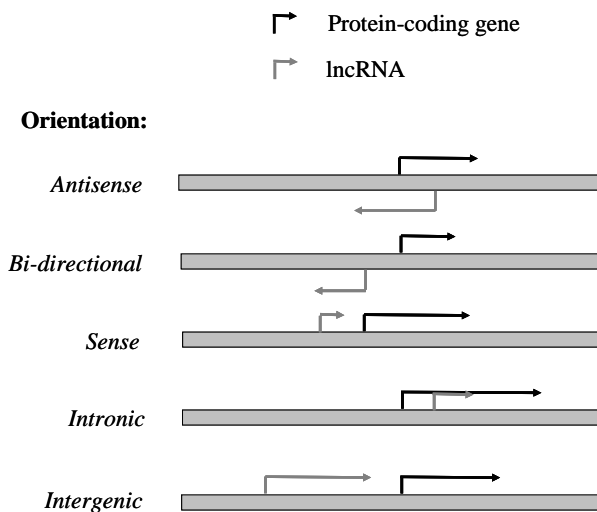 Protein-coding gene
lncRNA
Orientation:
Antisense
Bi-directional
Sense
Intronic
Intergenic